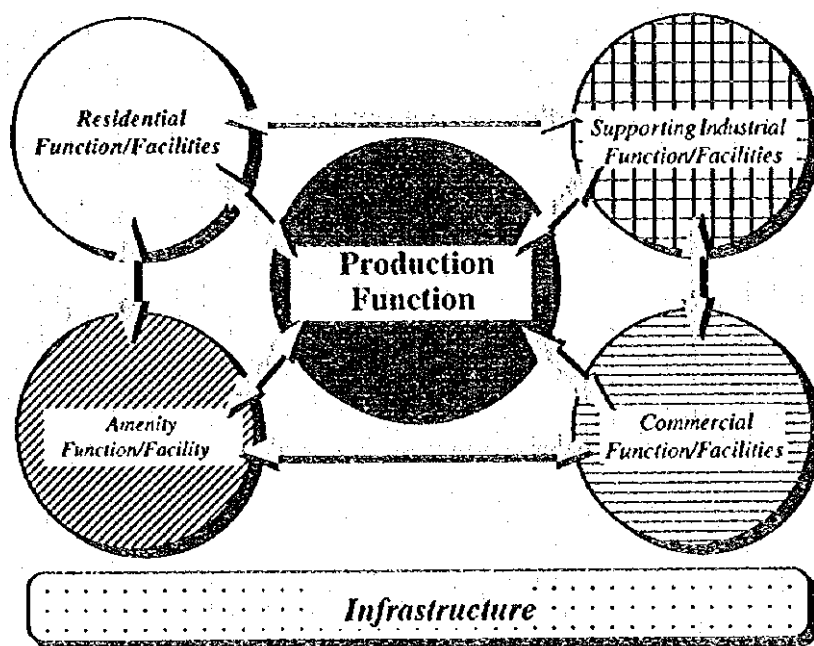 Residential
Function/Facilities
Supporting Industrial
Function/Facilities
Production
Function
Amenity
Function/Facility
Commercial
Function/Facilities
Infrastructure